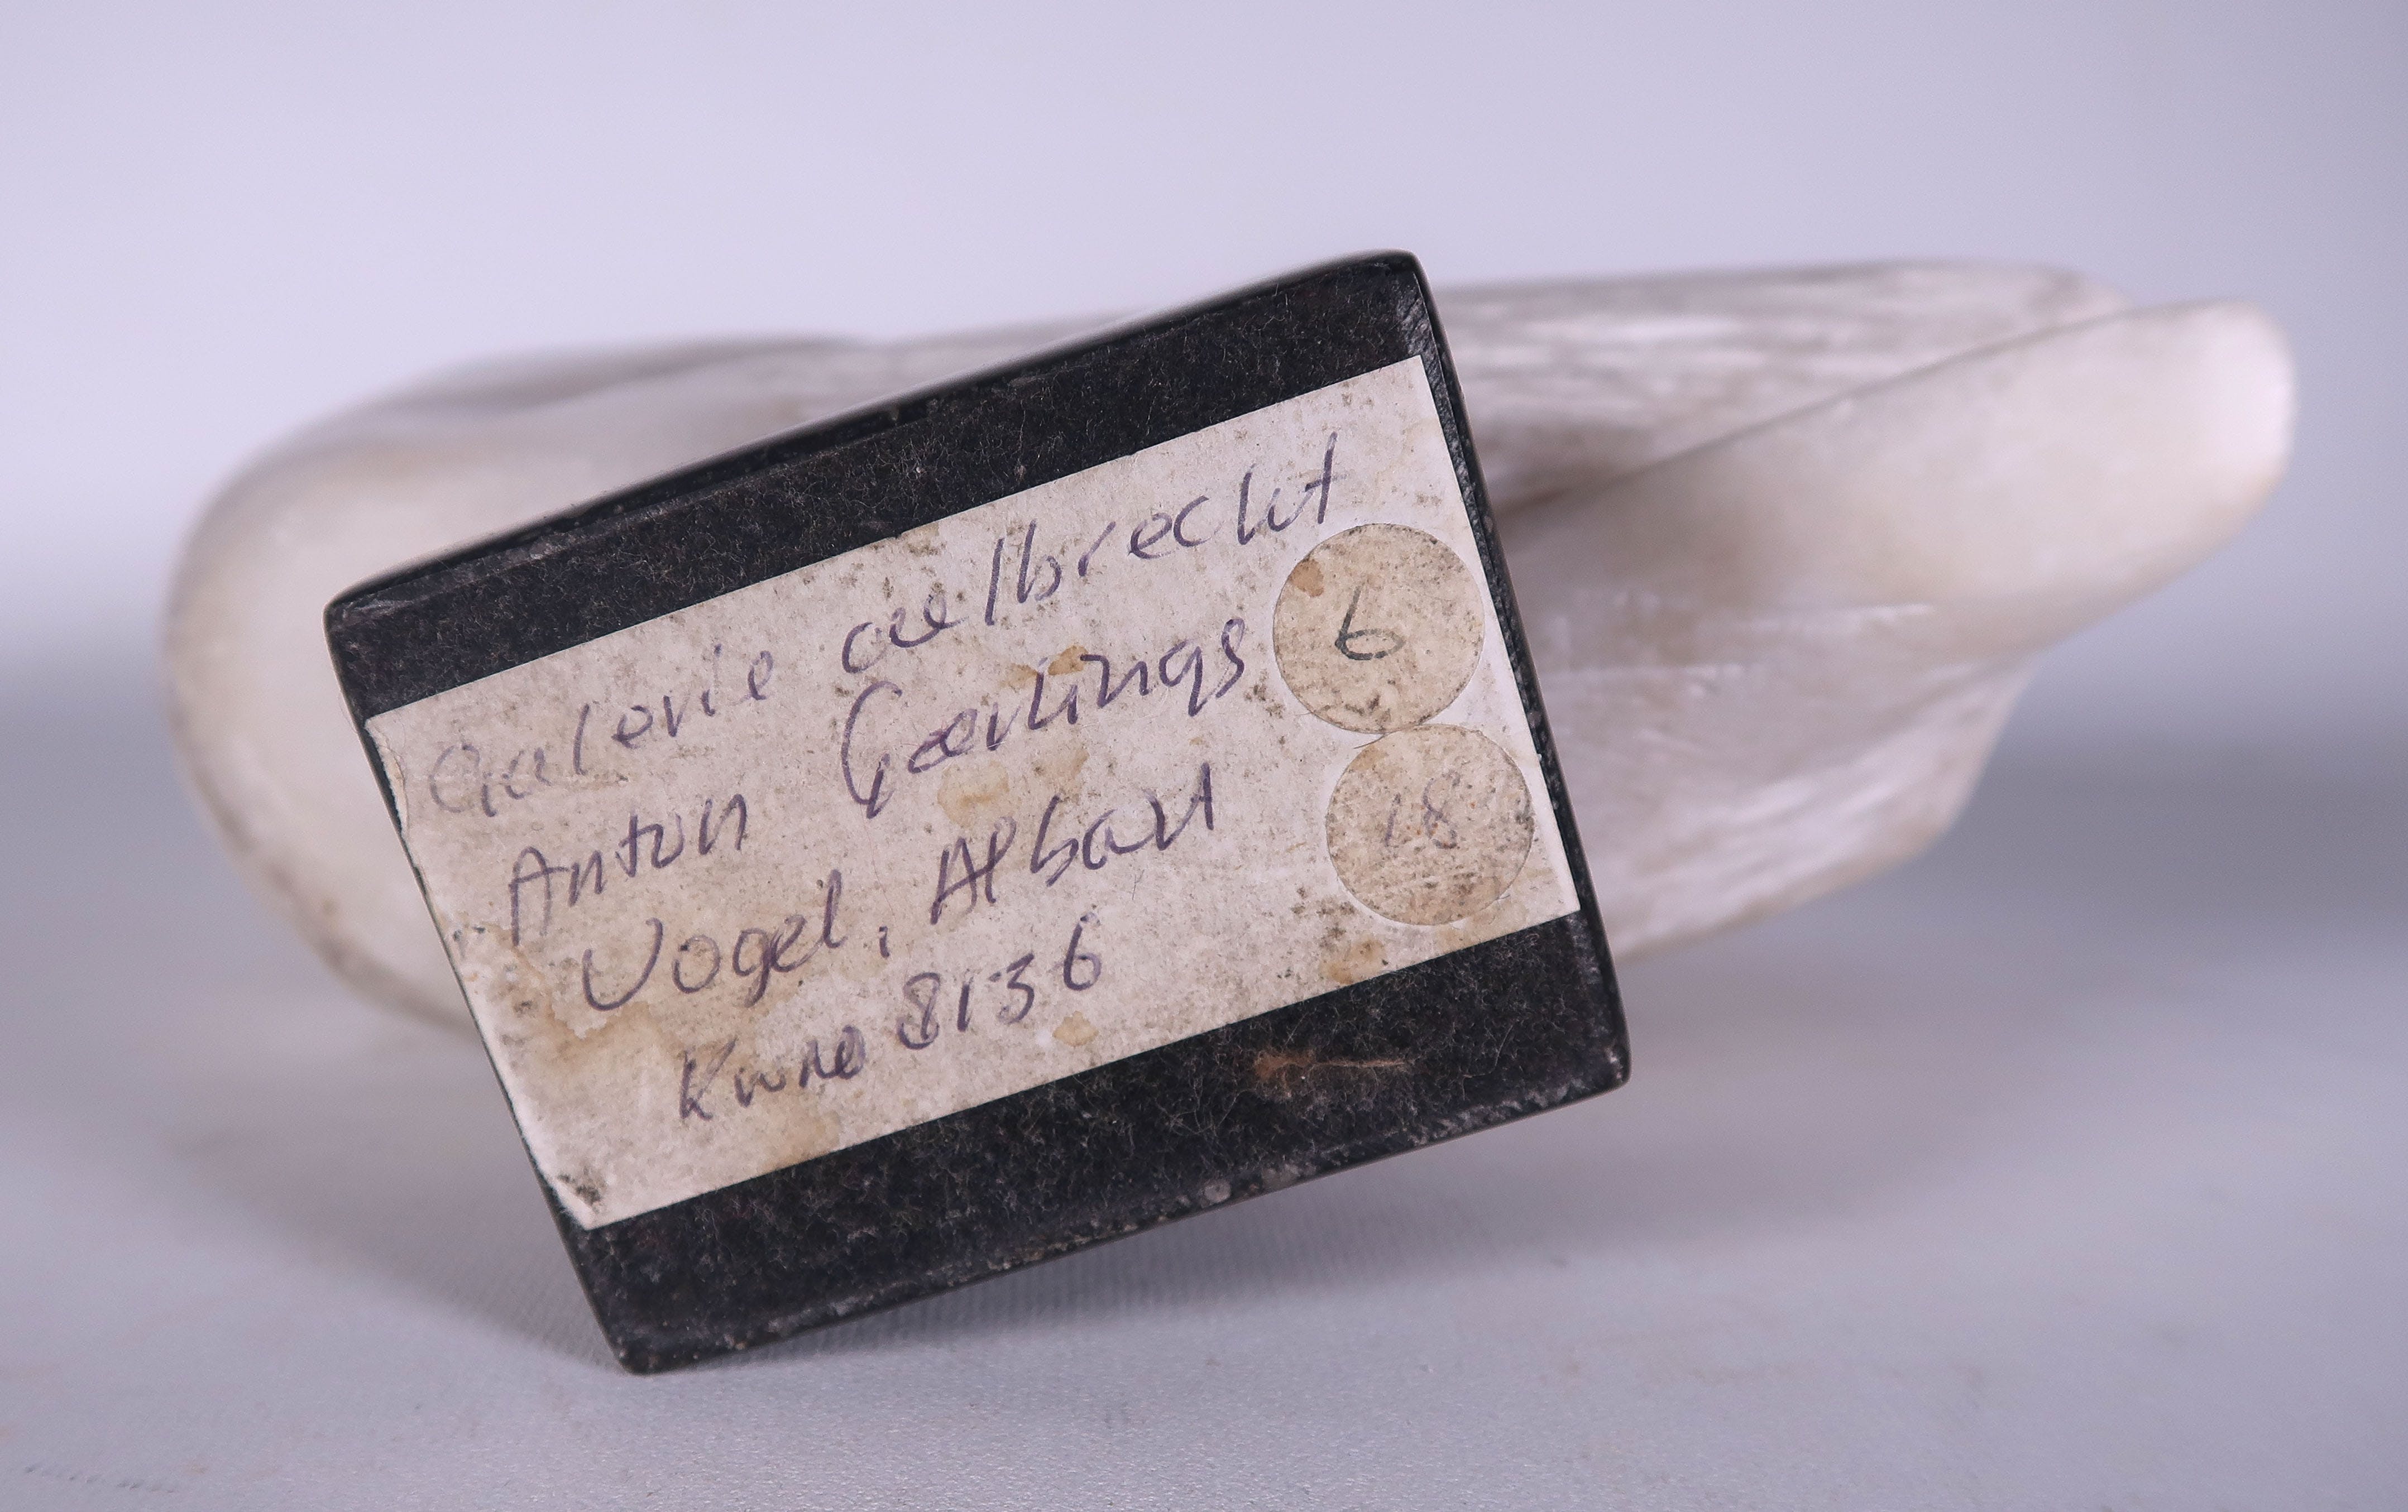 Galerie aelbrecht
Anton Geerlings
6
Vogel, Albast
18
Kwno 8136